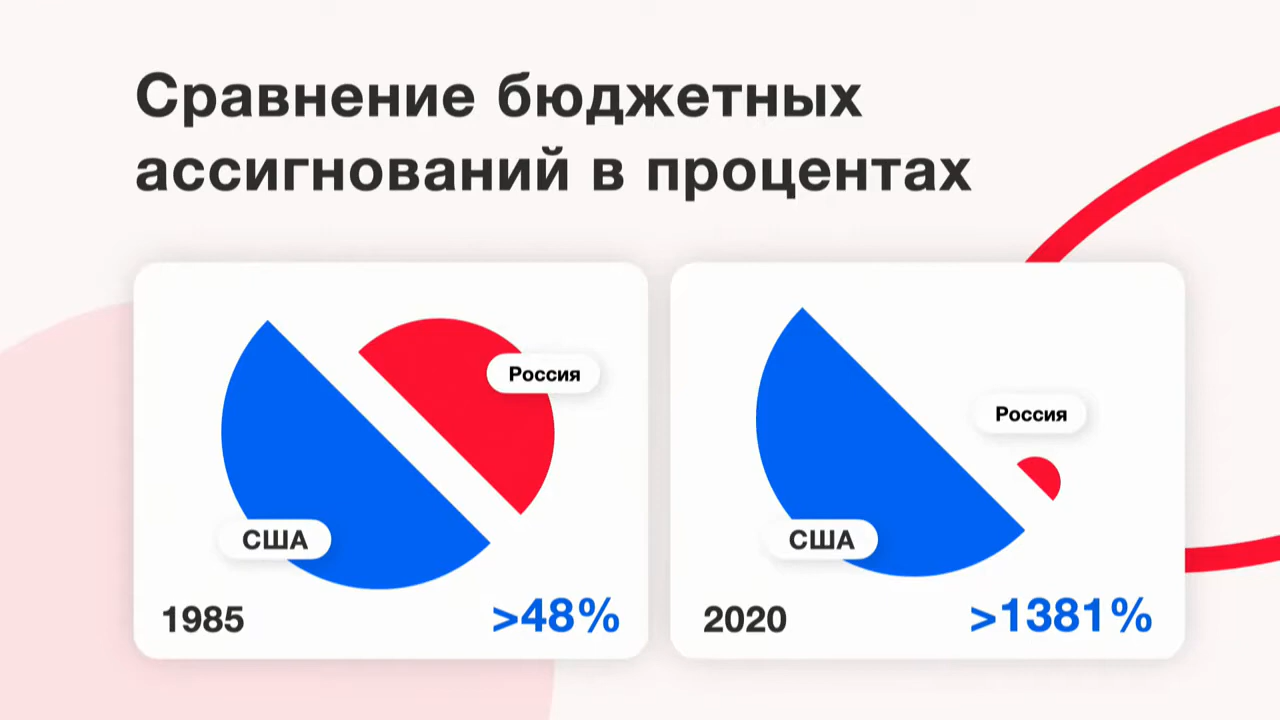 Сравнение бюджетных
ассигнований в процентах
Россия
США
1985
>48%
Россия
США
2020
>1381%